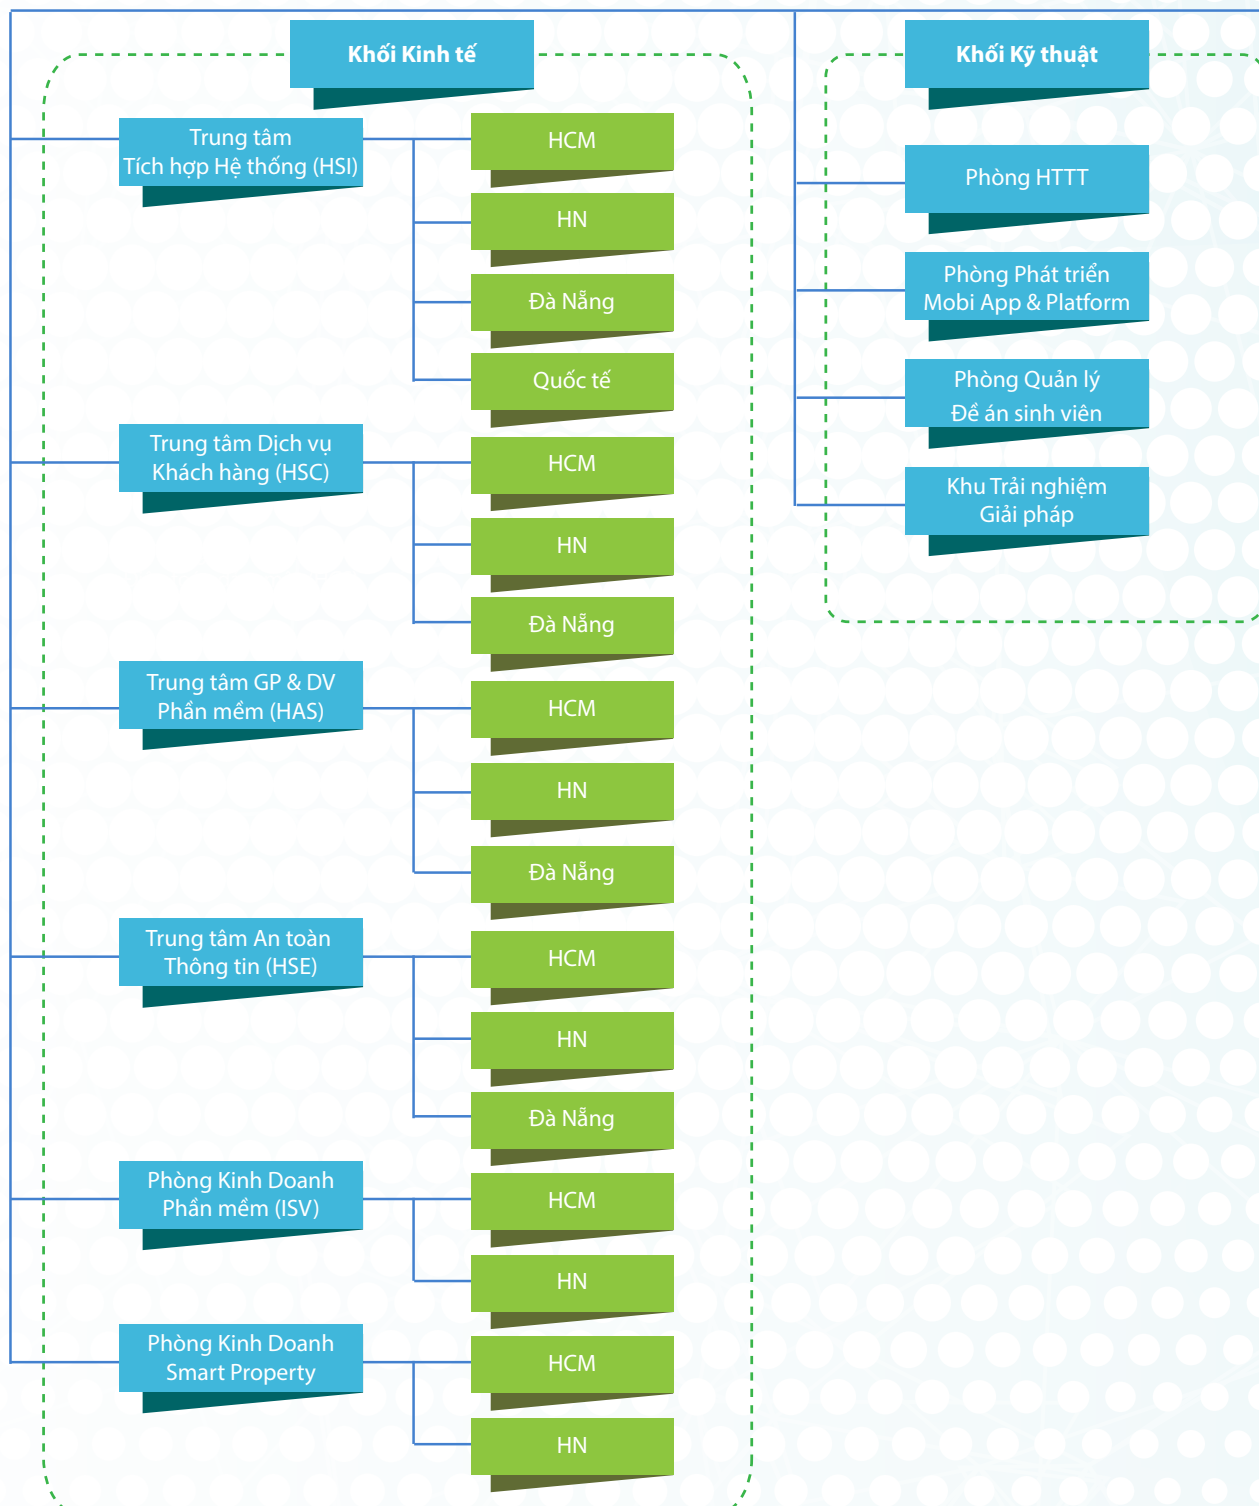 Khối Kinh tế
Trung tâm
Tích hợp Hệ thống (HSI)
HCM
HN
Đà Nẵng
Quốc tế
Trung tâm Dịch vụ
Khách hàng (HSC)
HCM
HN
Đà Nẵng
Trung tâm GP & DV
Phần mềm (HAS)
HCM
HN
Đà Nẵng
Trung tâm An toàn
Thông tin (HSE)
HCM
HN
Đà Nẵng
Phòng Kinh Doanh
Phần mềm (ISV)
HCM
HN
Phòng Kinh Doanh
Smart Property
HCM
HN
Khối Kỹ thuật
Phòng HTTT
Phòng Phát triển
Mobi App & Platform
Phòng Quản lý
Đề án sinh viên
Khu Trải nghiệm
Giải pháp